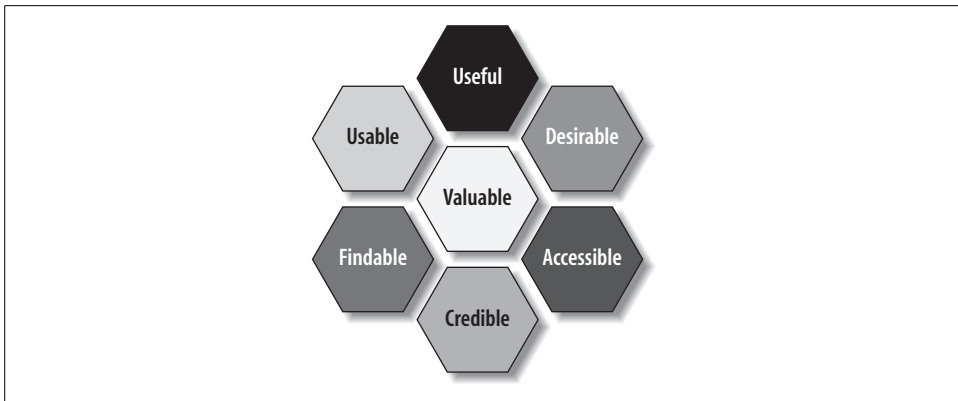 Useful
Usable
Desirable
Valuable
Findable
Accessible
Credible